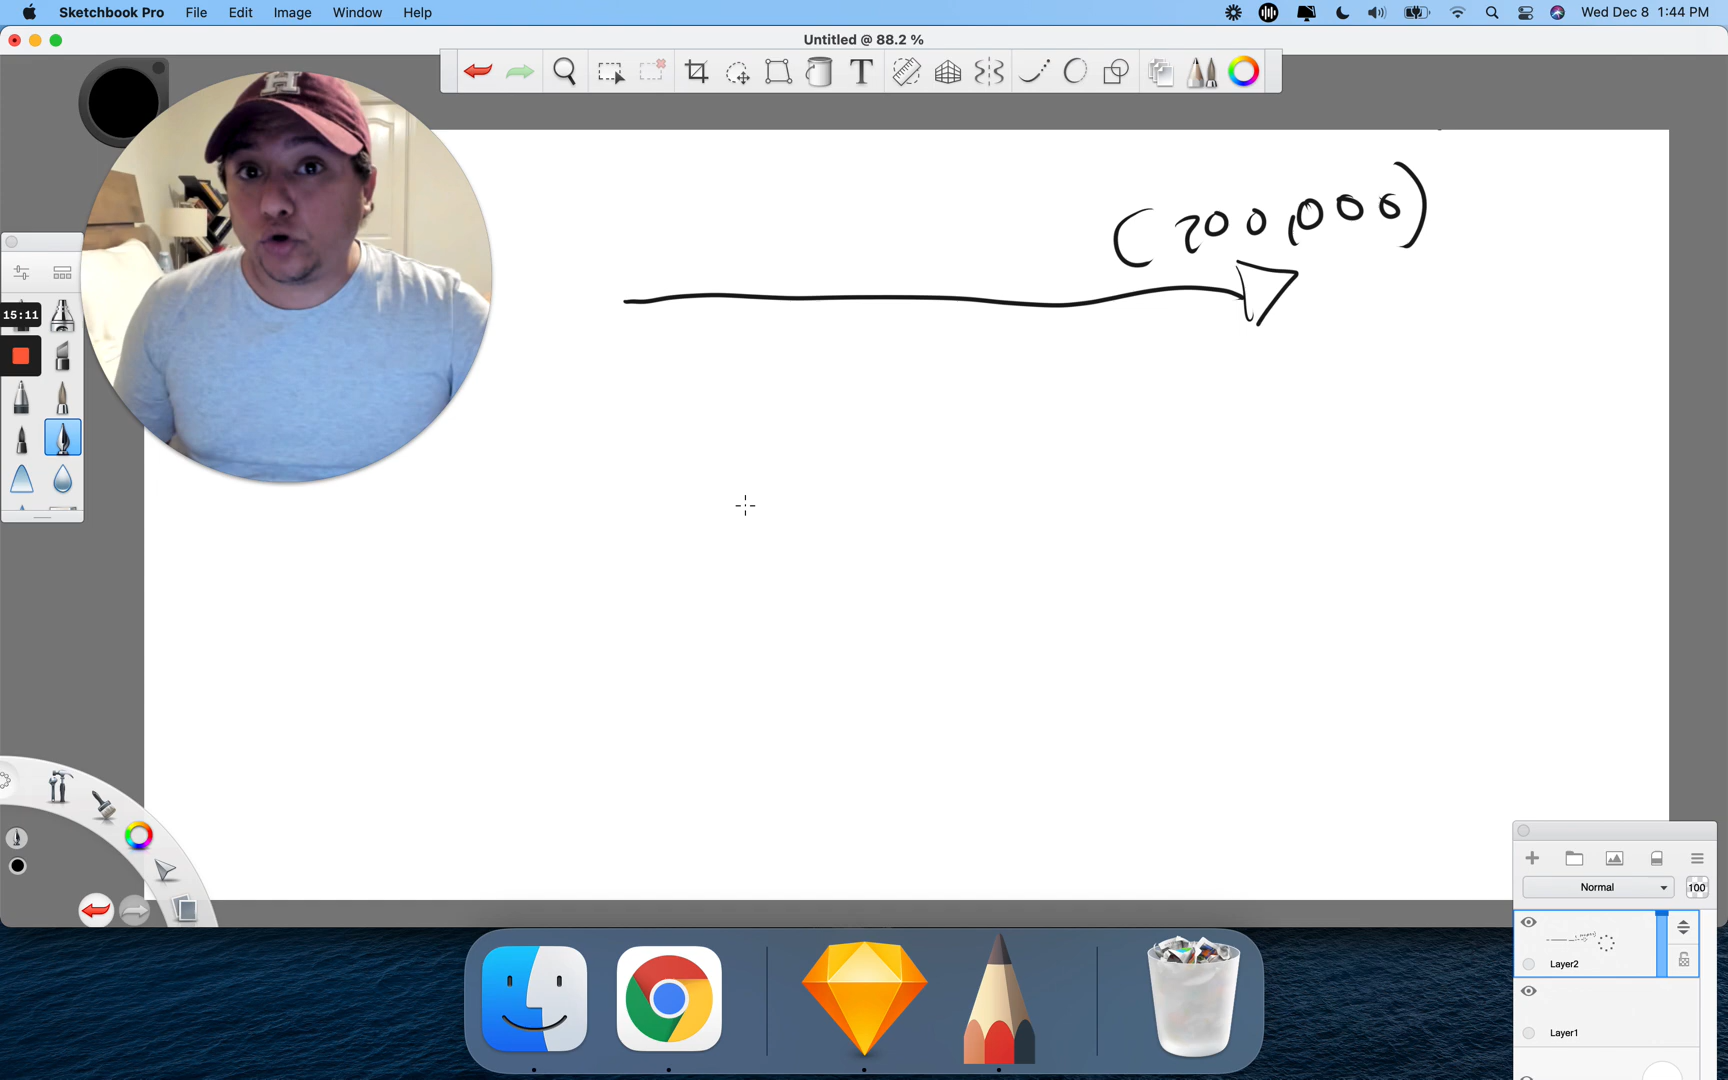 Sketchbook Pro File Edit Image Window Help Wed Dec 8 1:44 PM
Untitled @ 88.2 %
T
H
(200,000)
15:11
Normal 100
Layer2
Layer1